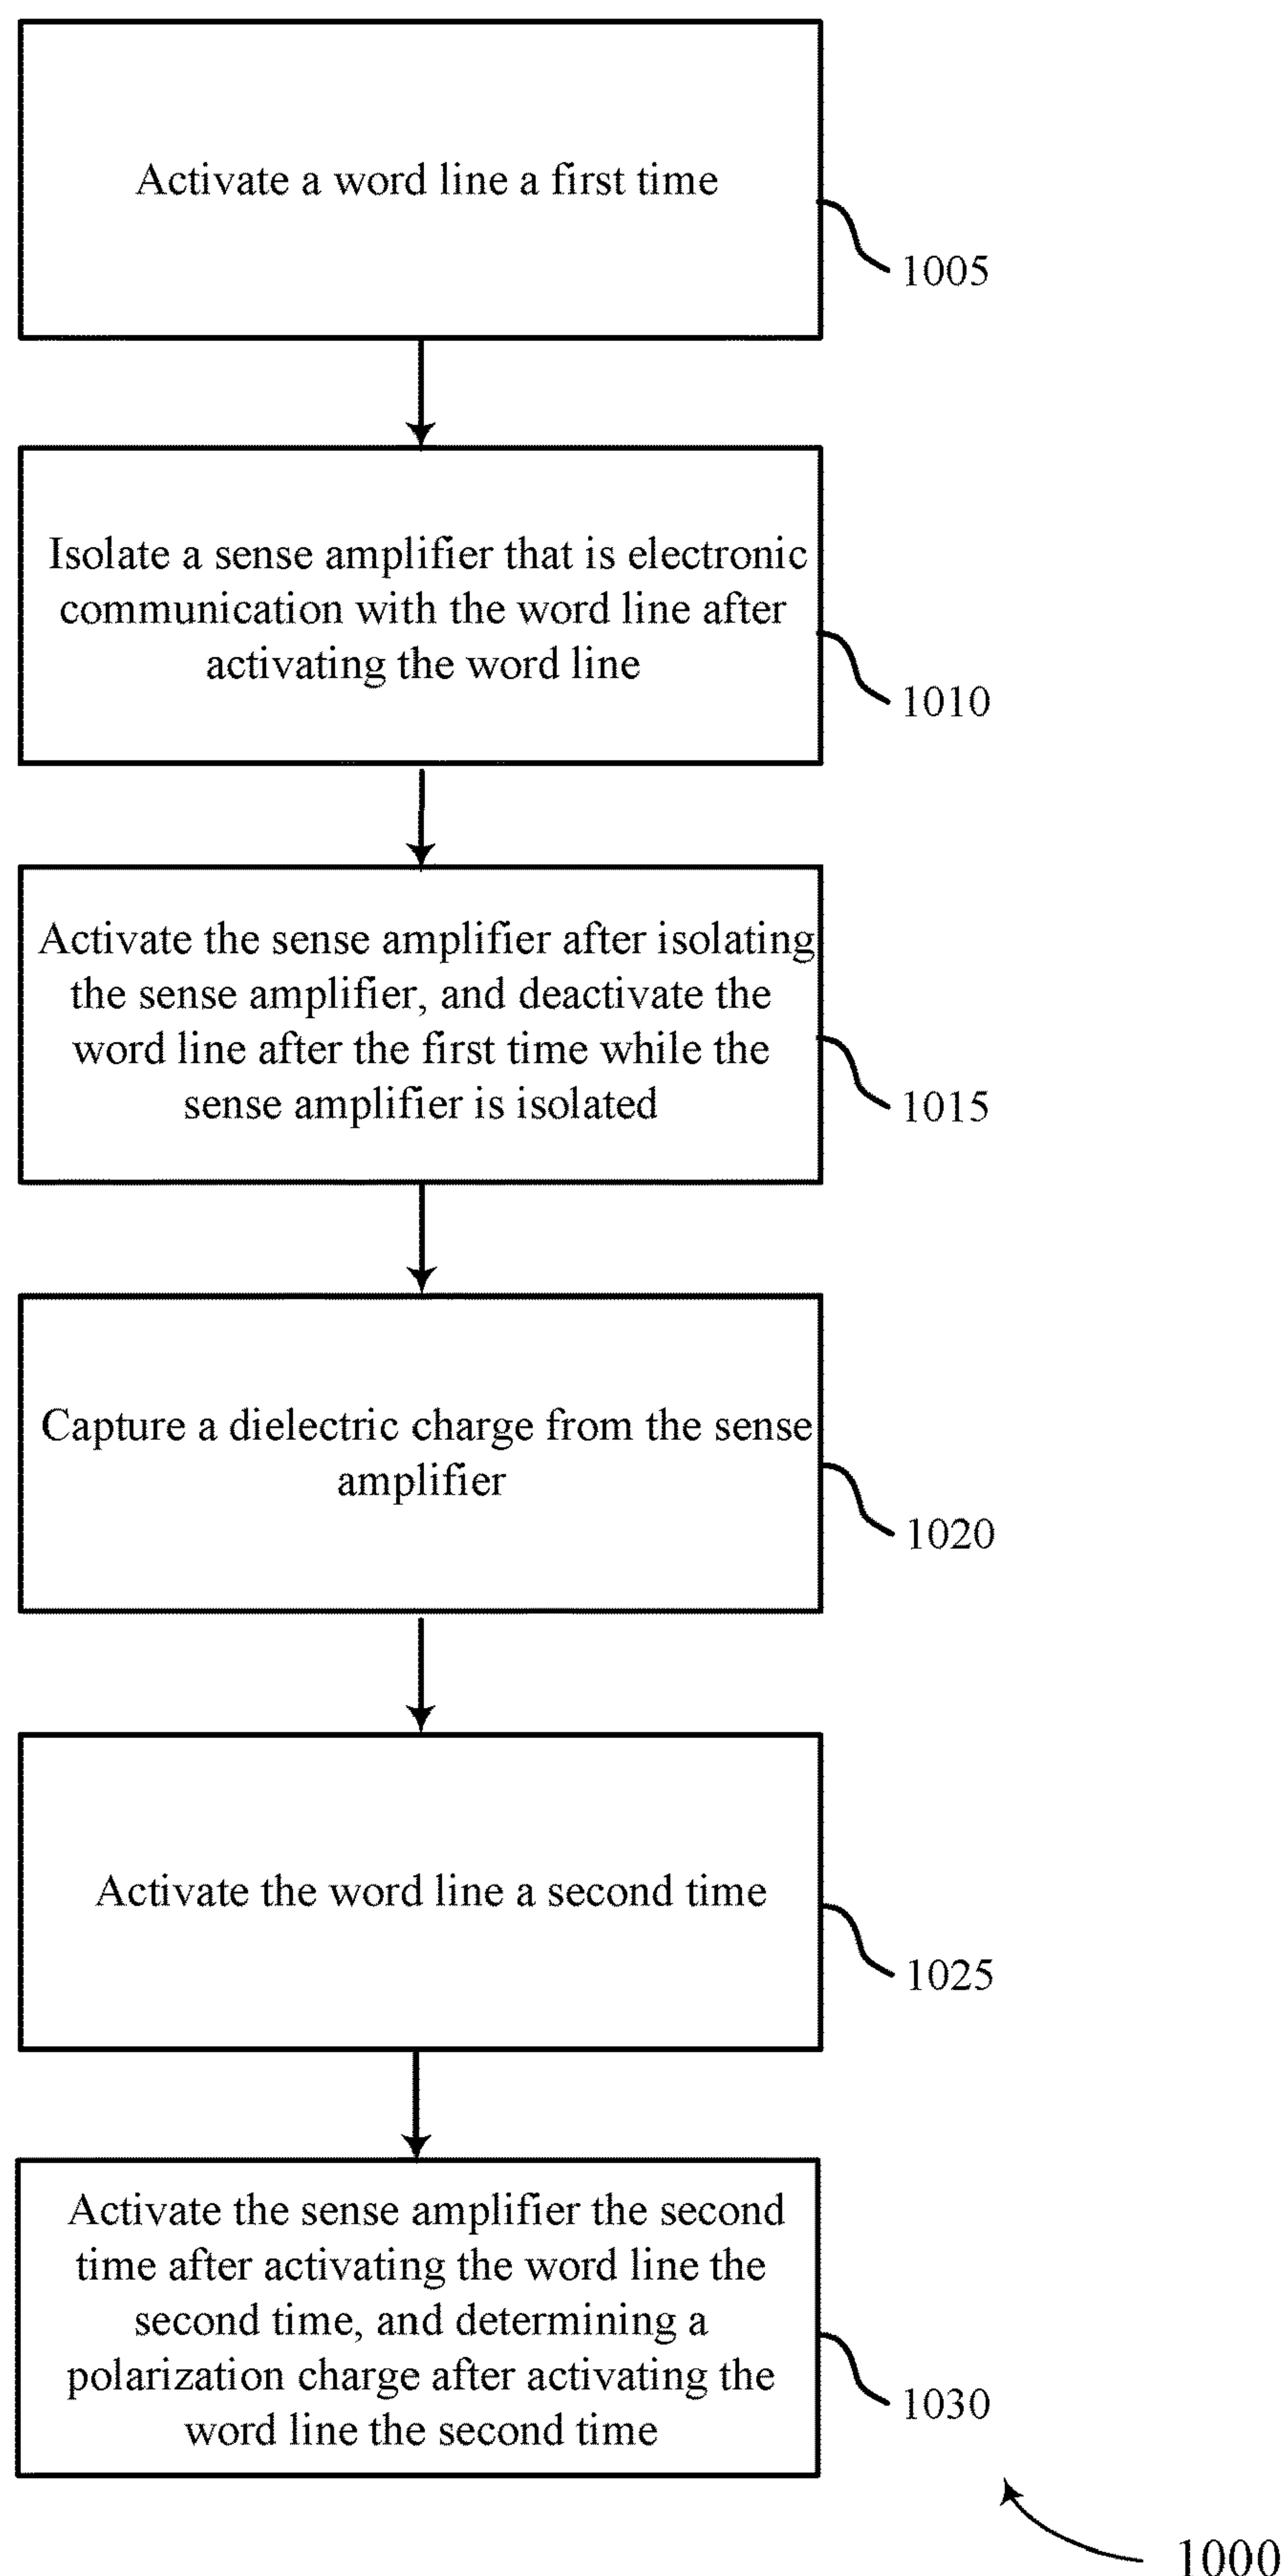 Activate a word line a first time
1005
Isolate a sense amplifier that is electronic
communication with the word line after
activating the word line
1010
Activate the sense amplifier after isolating
the sense amplifier, and deactivate the
word line after the first time while the
sense amplifier is isolated
1015
Capture a dielectric charge from the sense
amplifier
1020
Activate the word line a second time
1025
Activate the sense amplifier the second
time after activating the word line the
second time, and determining a
polarization charge after activating the
word line the second time
1030
1000